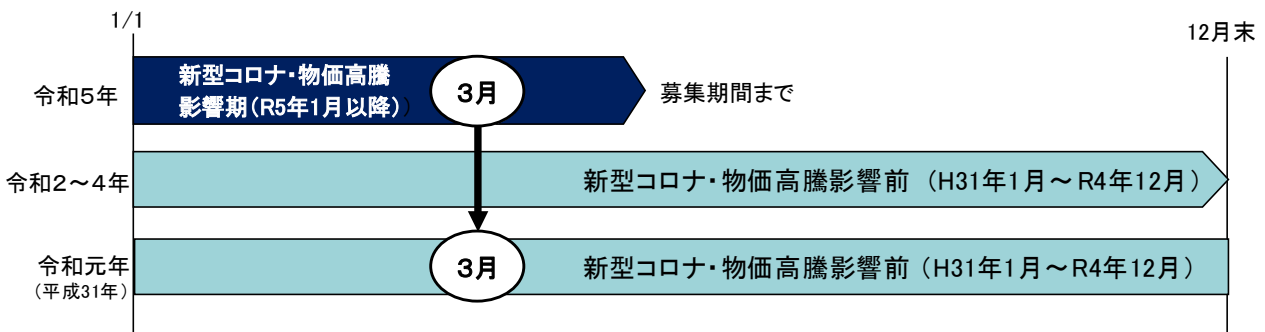 1/1
12月末
令和5年
新型コロナ・物価高騰
影響期(R5年1月以降))
3月
募集期間まで
令和2～4年
新型コロナ・物価高騰影響前 (H31年1月～R4年12月)
令和元年
(平成31年)
3月
新型コロナ・物価高騰影響前 (H31年1月～R4年12月)